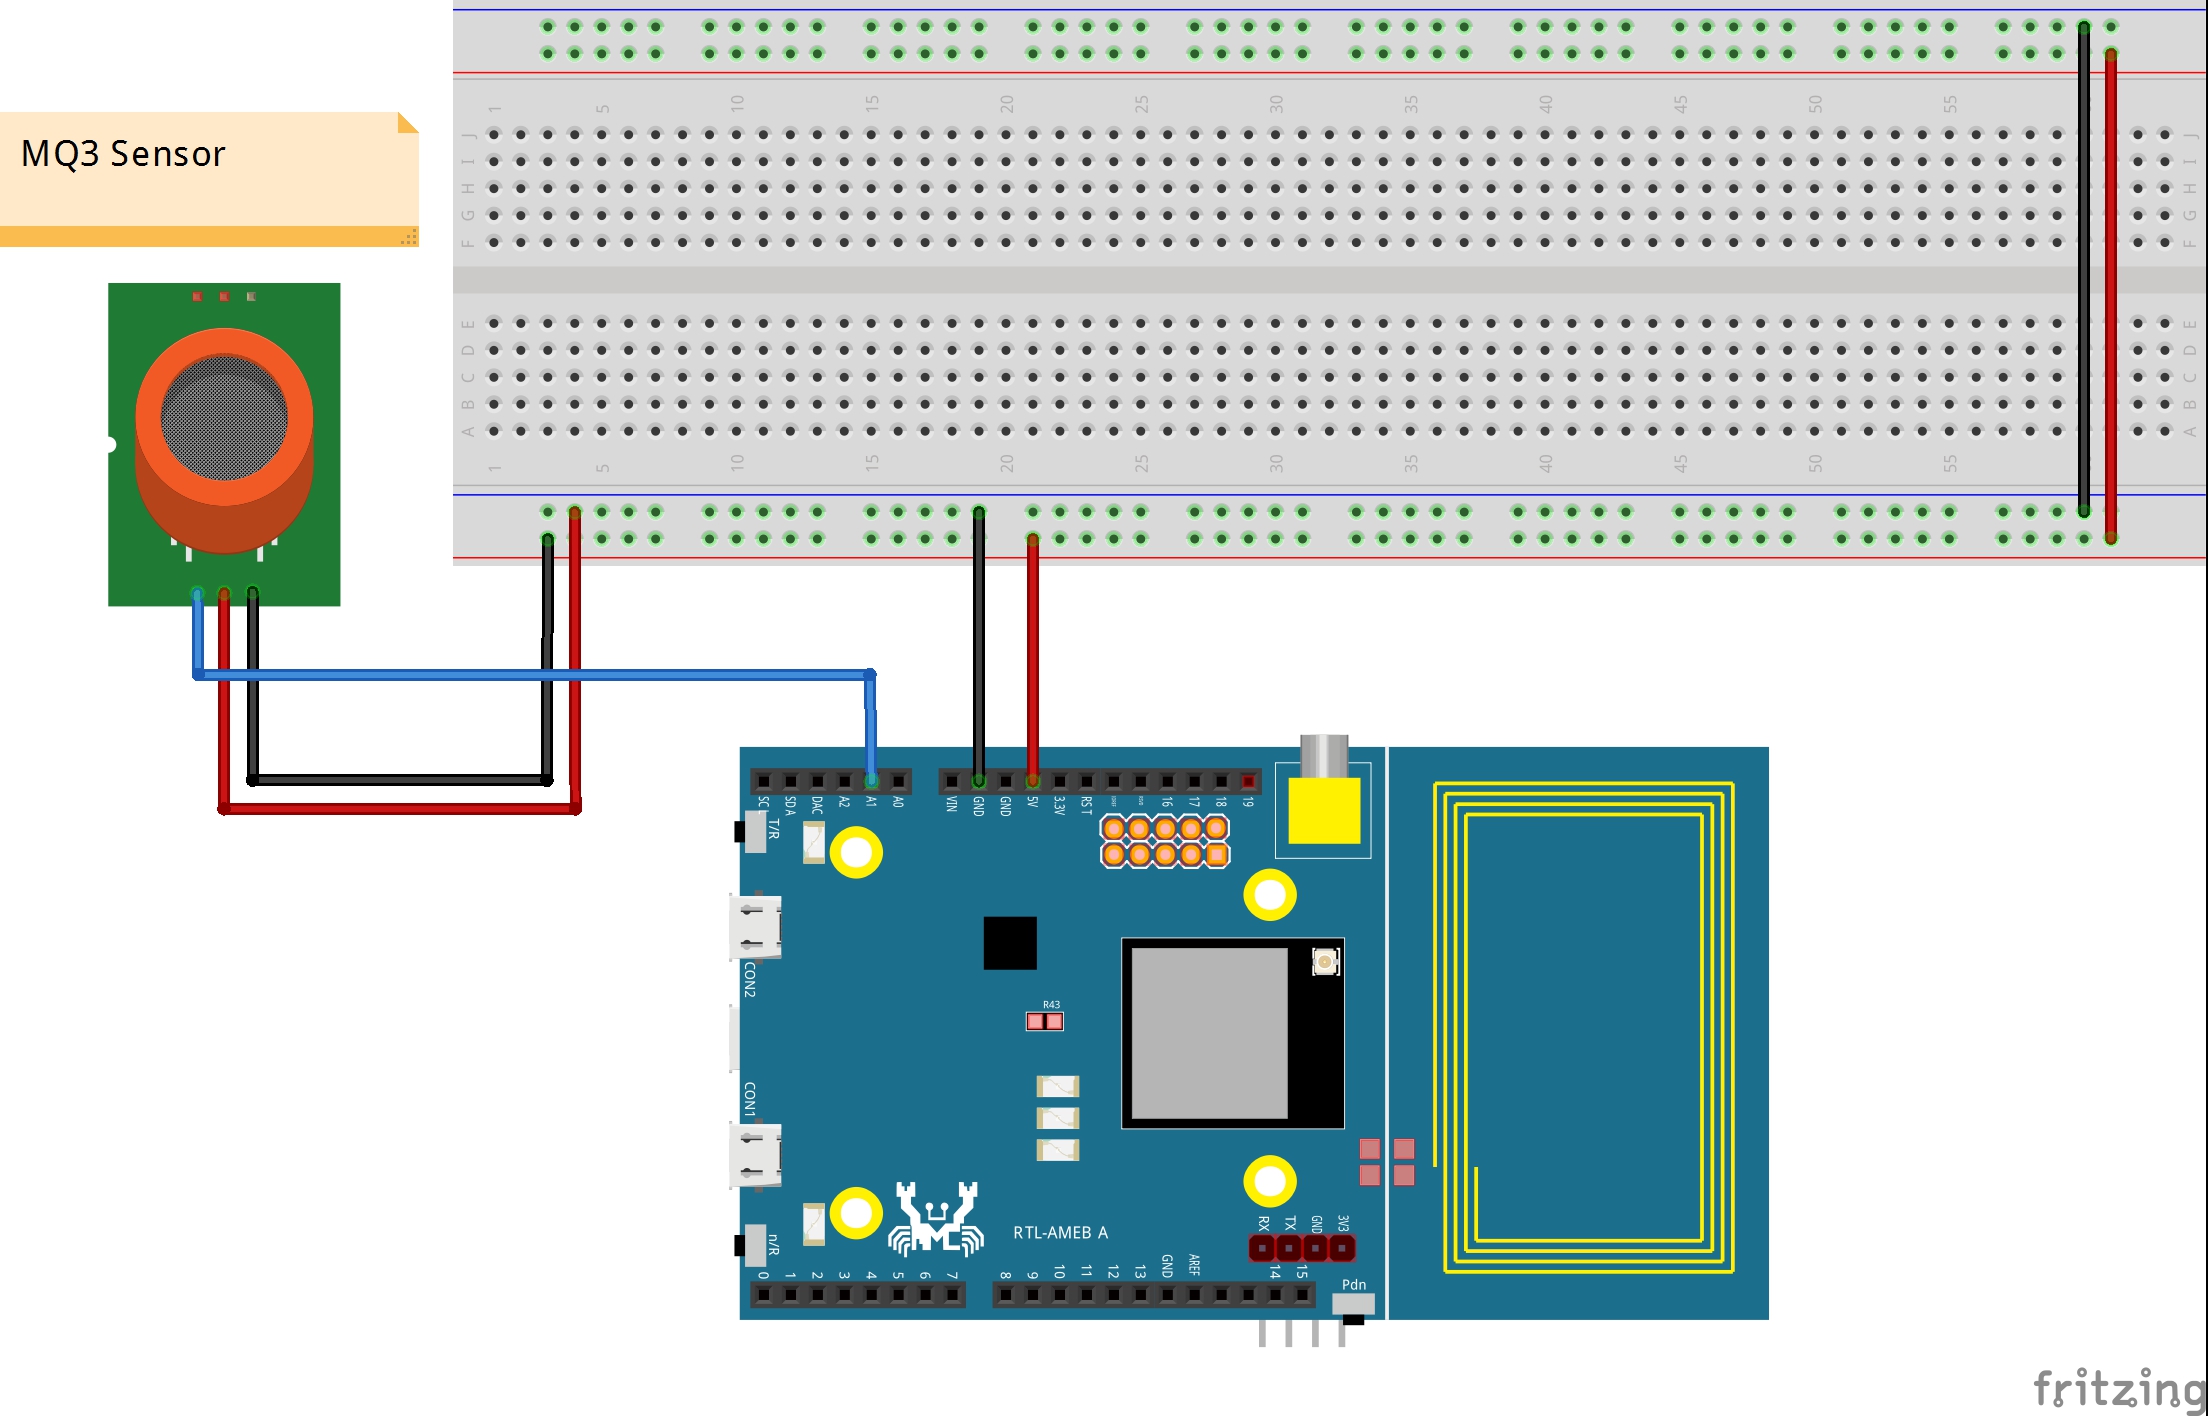 1 5 10 15 20 25 30 35 40 45 50 55
J J
I I
H H
G G
F F
MQ3 Sensor
E E
D D
C C
B B
A A
1 5 10 15 20 25 30 35 40 45 50 55
SCL SDA DAC A2 A1 A0 VIN GND GND 5V 3.3V RST 16 17 18 19
T/R
CON2
R43
CON1
RTL-AMEB A
RX TX GND 3V3
n/R
0 1 2 3 4 5 6 7 8 9 10 11 12 13 GND AREF 14 15
Pdn
fritzing